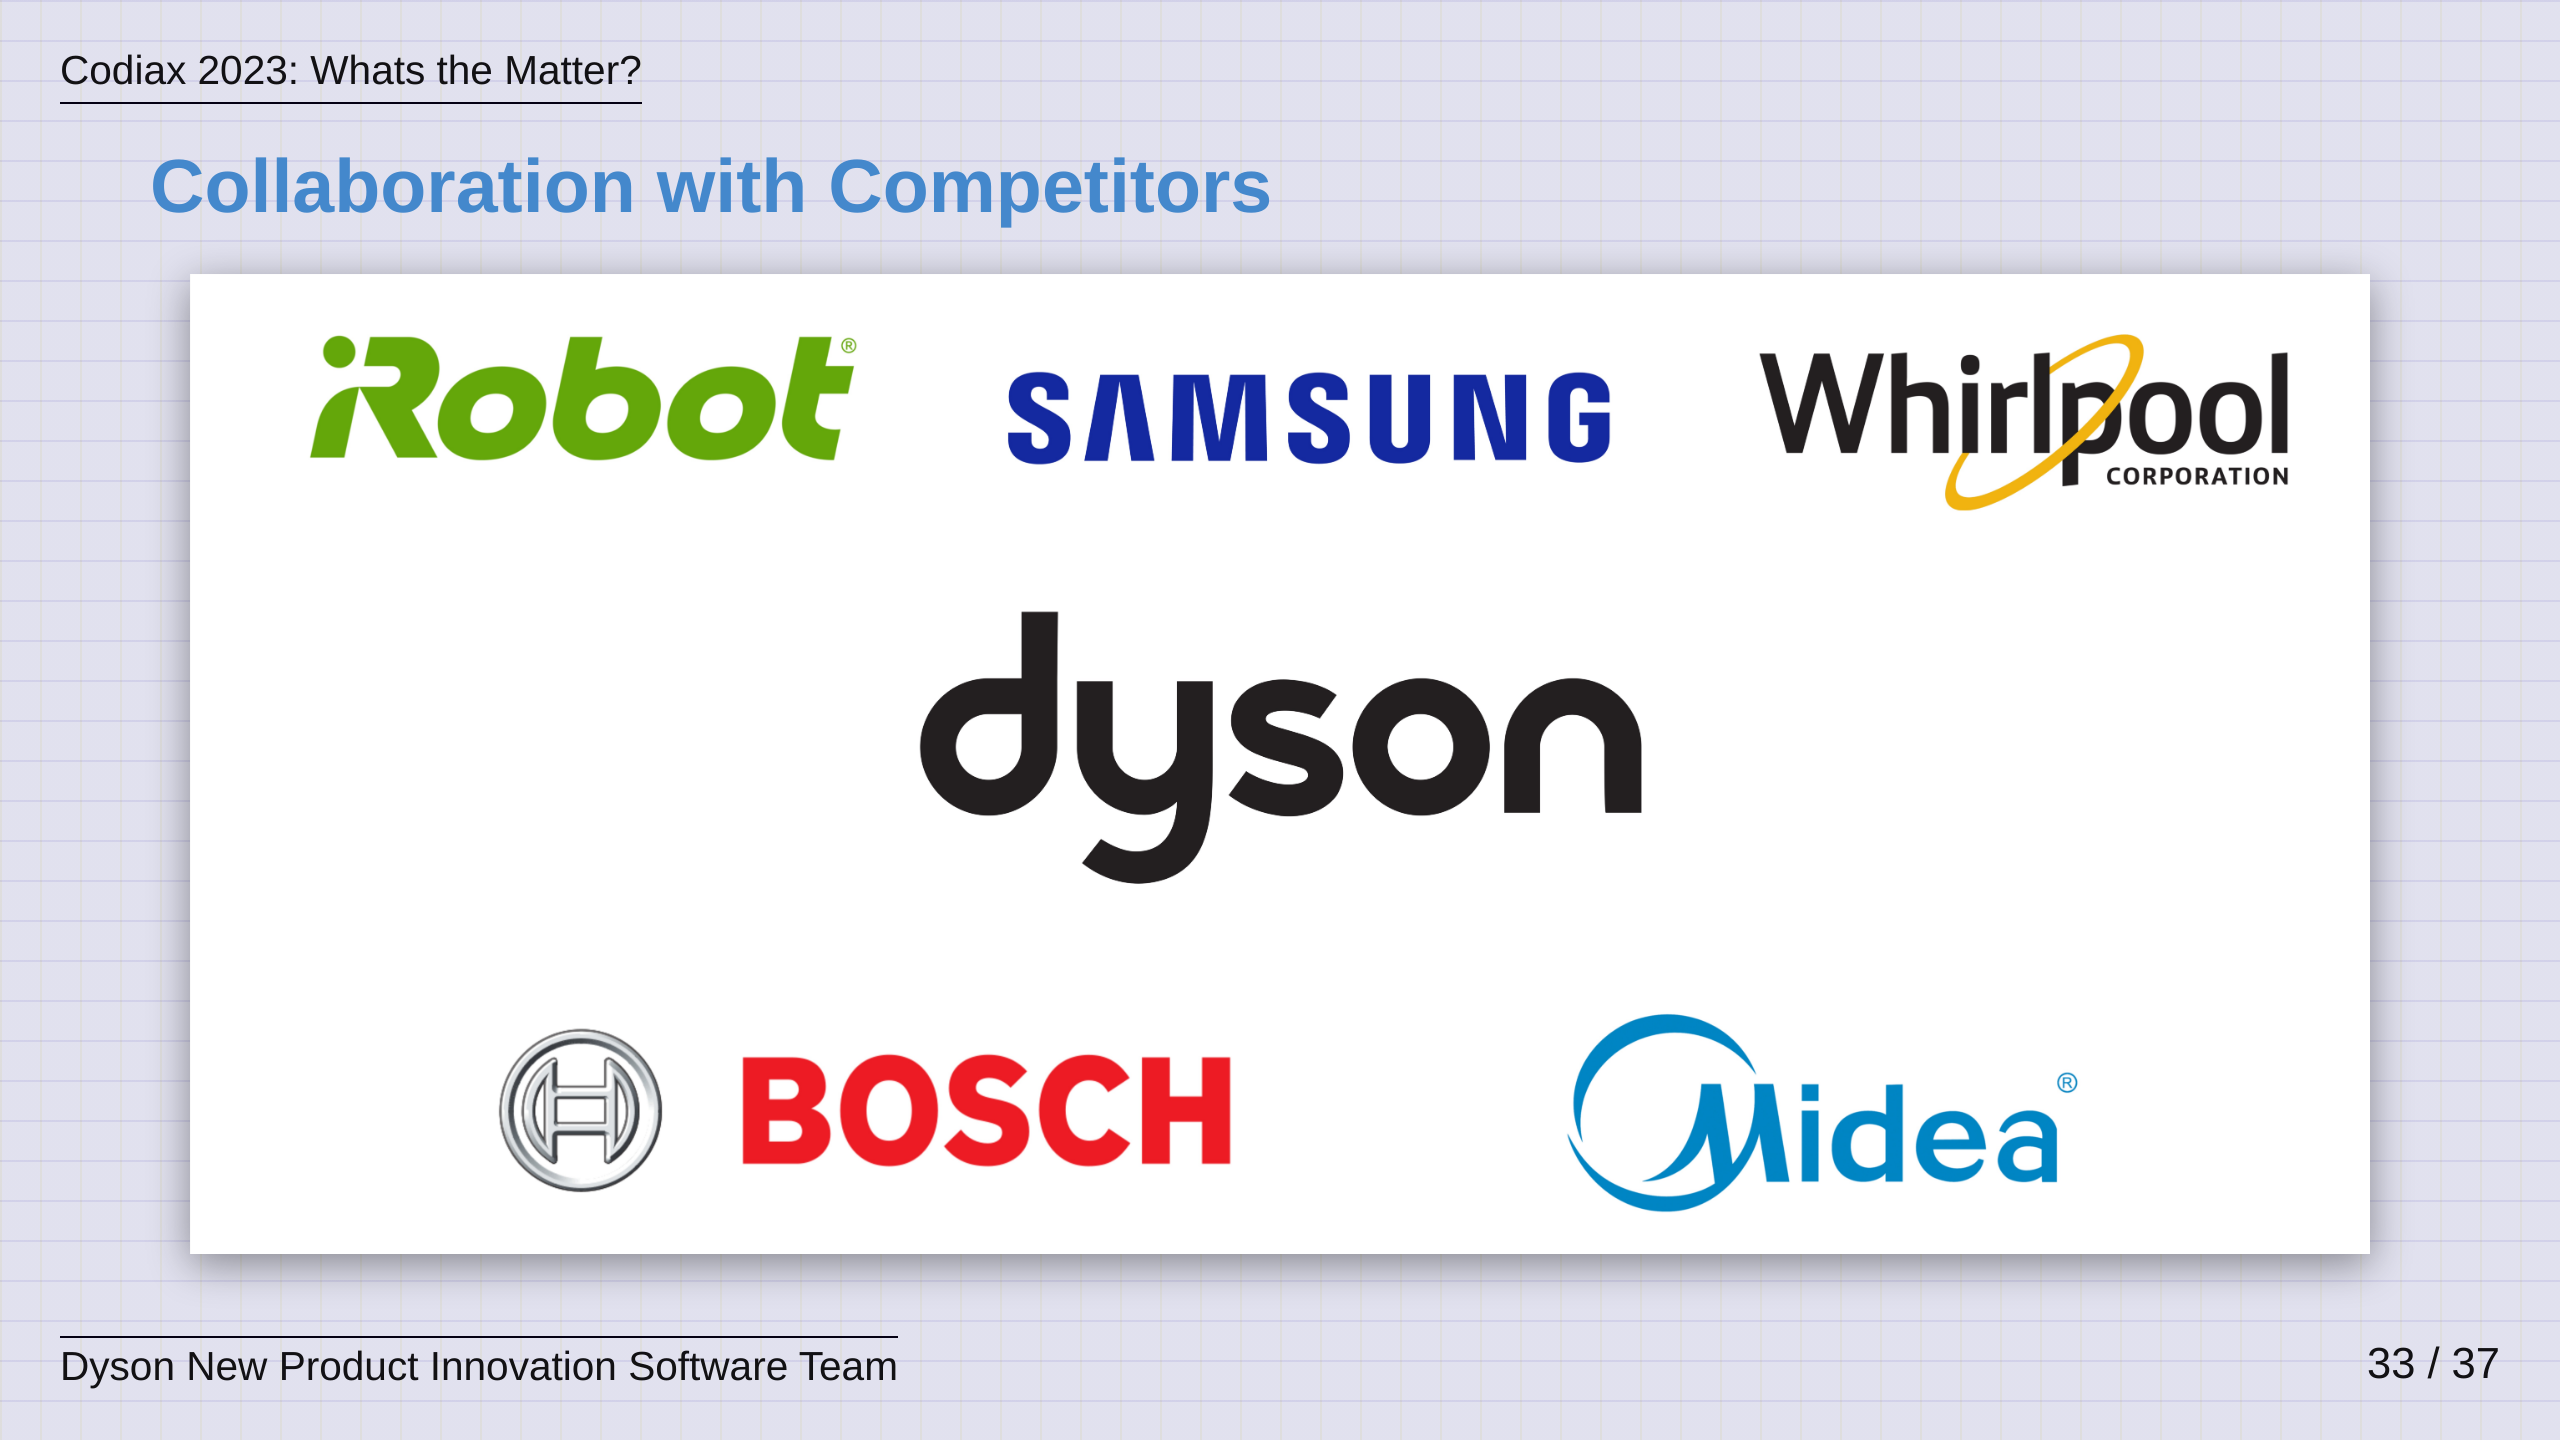 Codiax 2023: Whats the Matter?
Collaboration with Competitors
iRobot®
SAMSUNG
Whirlpool
CORPORATION
dyson
BOSCH
Midea®
Dyson New Product Innovation Software Team
33 / 37